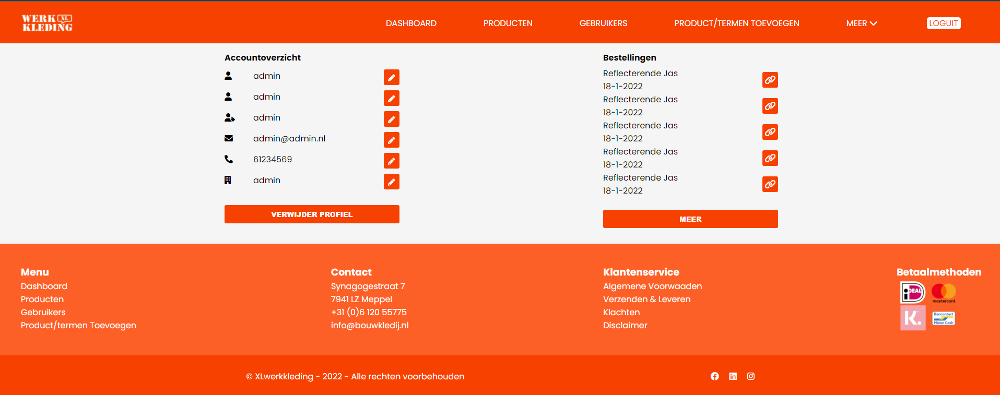 WERK XL
KLEDING
DASHBOARD
PRODUCTEN
GEBRUIKERS
PRODUCT/TERMEN TOEVOEGEN
MEER
LOGUIT
Accountoverzicht
admin
admin
admin
admin@admin.nl
61234569
admin
VERWIJDER PROFIEL
Bestellingen
Reflecterende Jas
18-1-2022
Reflecterende Jas
18-1-2022
Reflecterende Jas
18-1-2022
Reflecterende Jas
18-1-2022
Reflecterende Jas
18-1-2022
MEER
Menu
Dashboard
Producten
Gebruikers
Product/termen Toevoegen
Contact
Synagogestraat 7
7941 LZ Meppel
+31 (0)6 120 55775
info@bouwkledij.nl
Klantenservice
Algemene Voorwaaden
Verzenden & Leveren
Klachten
Disclaimer
Betaalmethoden
iDEAL
mastercard.
K.
Bancontact
Mister Cash
© XLwerkkleding - 2022 - Alle rechten voorbehouden